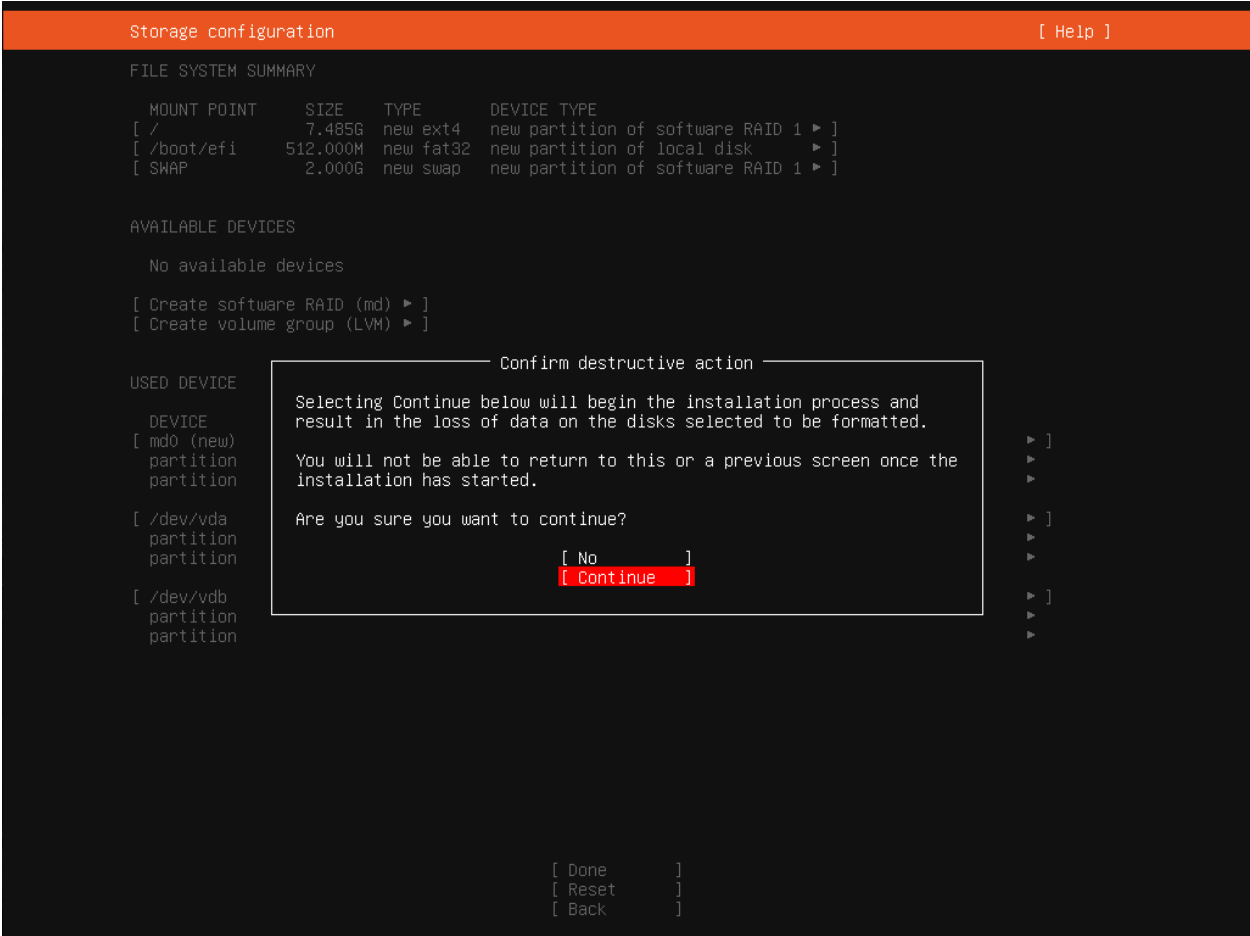 Storage configuration [ Help ]
FILE SYSTEM SUMMARY
MOUNT POINT SIZE TYPE DEVICE TYPE
[ / 7.485G new ext4 new partition of software RAID 1 ▸ ]
[ /boot/efi 512.000M new fat32 new partition of local disk ▸ ]
[ SWAP 2.000G new swap new partition of software RAID 1 ▸ ]
AVAILABLE DEVICES
No available devices
[ Create software RAID (md) ▸ ]
[ Create volume group (LVM) ▸ ]
Confirm destructive action
USED DEVICE
Selecting Continue below will begin the installation process and
DEVICE result in the loss of data on the disks selected to be formatted.
[ md0 (new) ▸ ]
partition You will not be able to return to this or a previous screen once the ▸
partition installation has started. ▸
[ /dev/vda Are you sure you want to continue? ▸ ]
partition ▸
partition [ No ] ▸
[ Continue ]
[ /dev/vdb ▸ ]
partition ▸
partition ▸
[ Done ]
[ Reset ]
[ Back ]